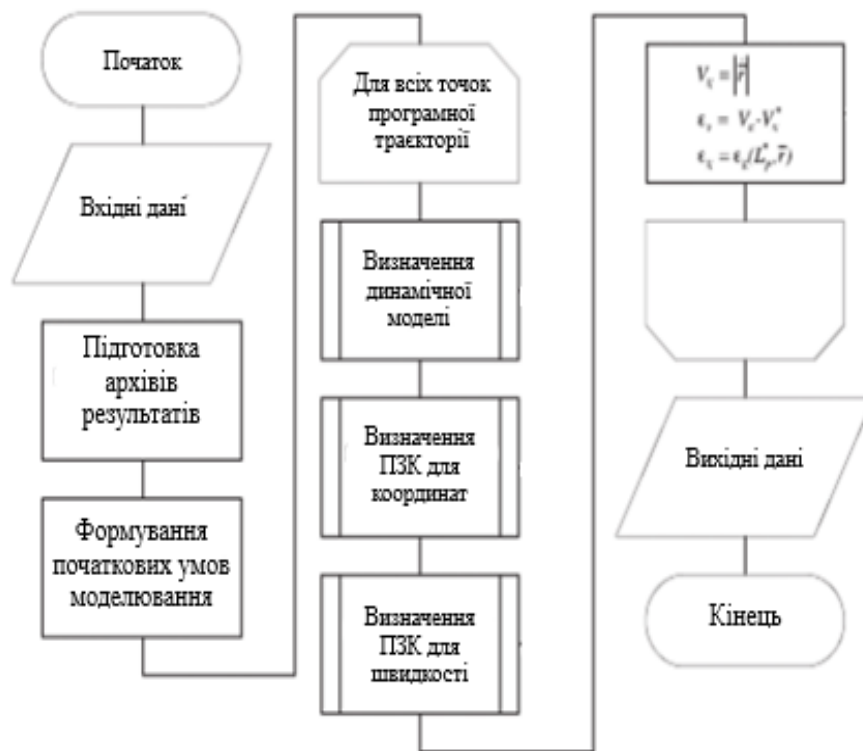 Початок
Вхідні дані
Підготовка
архівів
результатів
Формування
початкових умов
моделювання
Для всіх точок
програмної
траєкторії
Визначення
динамічної
моделі
Визначення
ПЗК для
координат
Визначення
ПЗК для
швидкості
Вихідні дані
Кінець